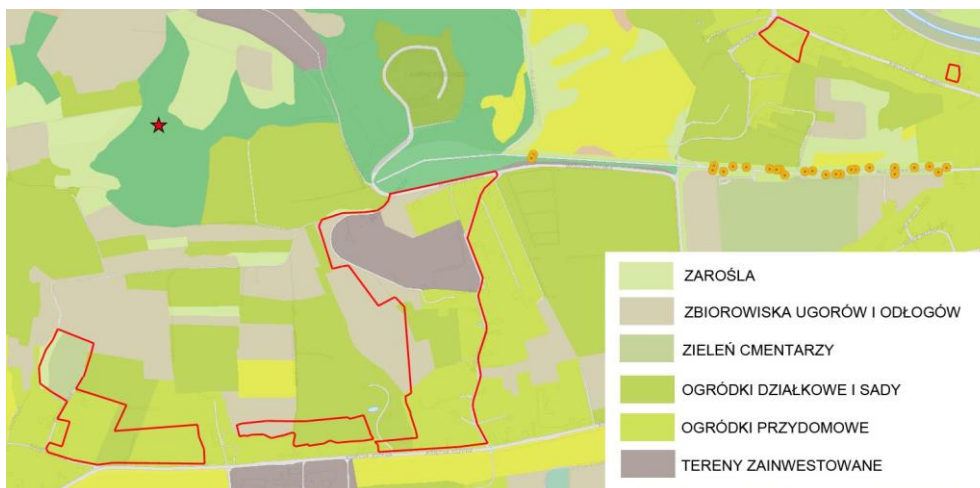 ZAROŚLA
ZBIOROWISKA UGORÓW I ODŁOGÓW
ZIELEŃ CMENTARZY
OGRÓDKI DZIAŁKOWE I SADY
OGRÓDKI PRZYDOMOWE
TERENY ZAINWESTOWANE